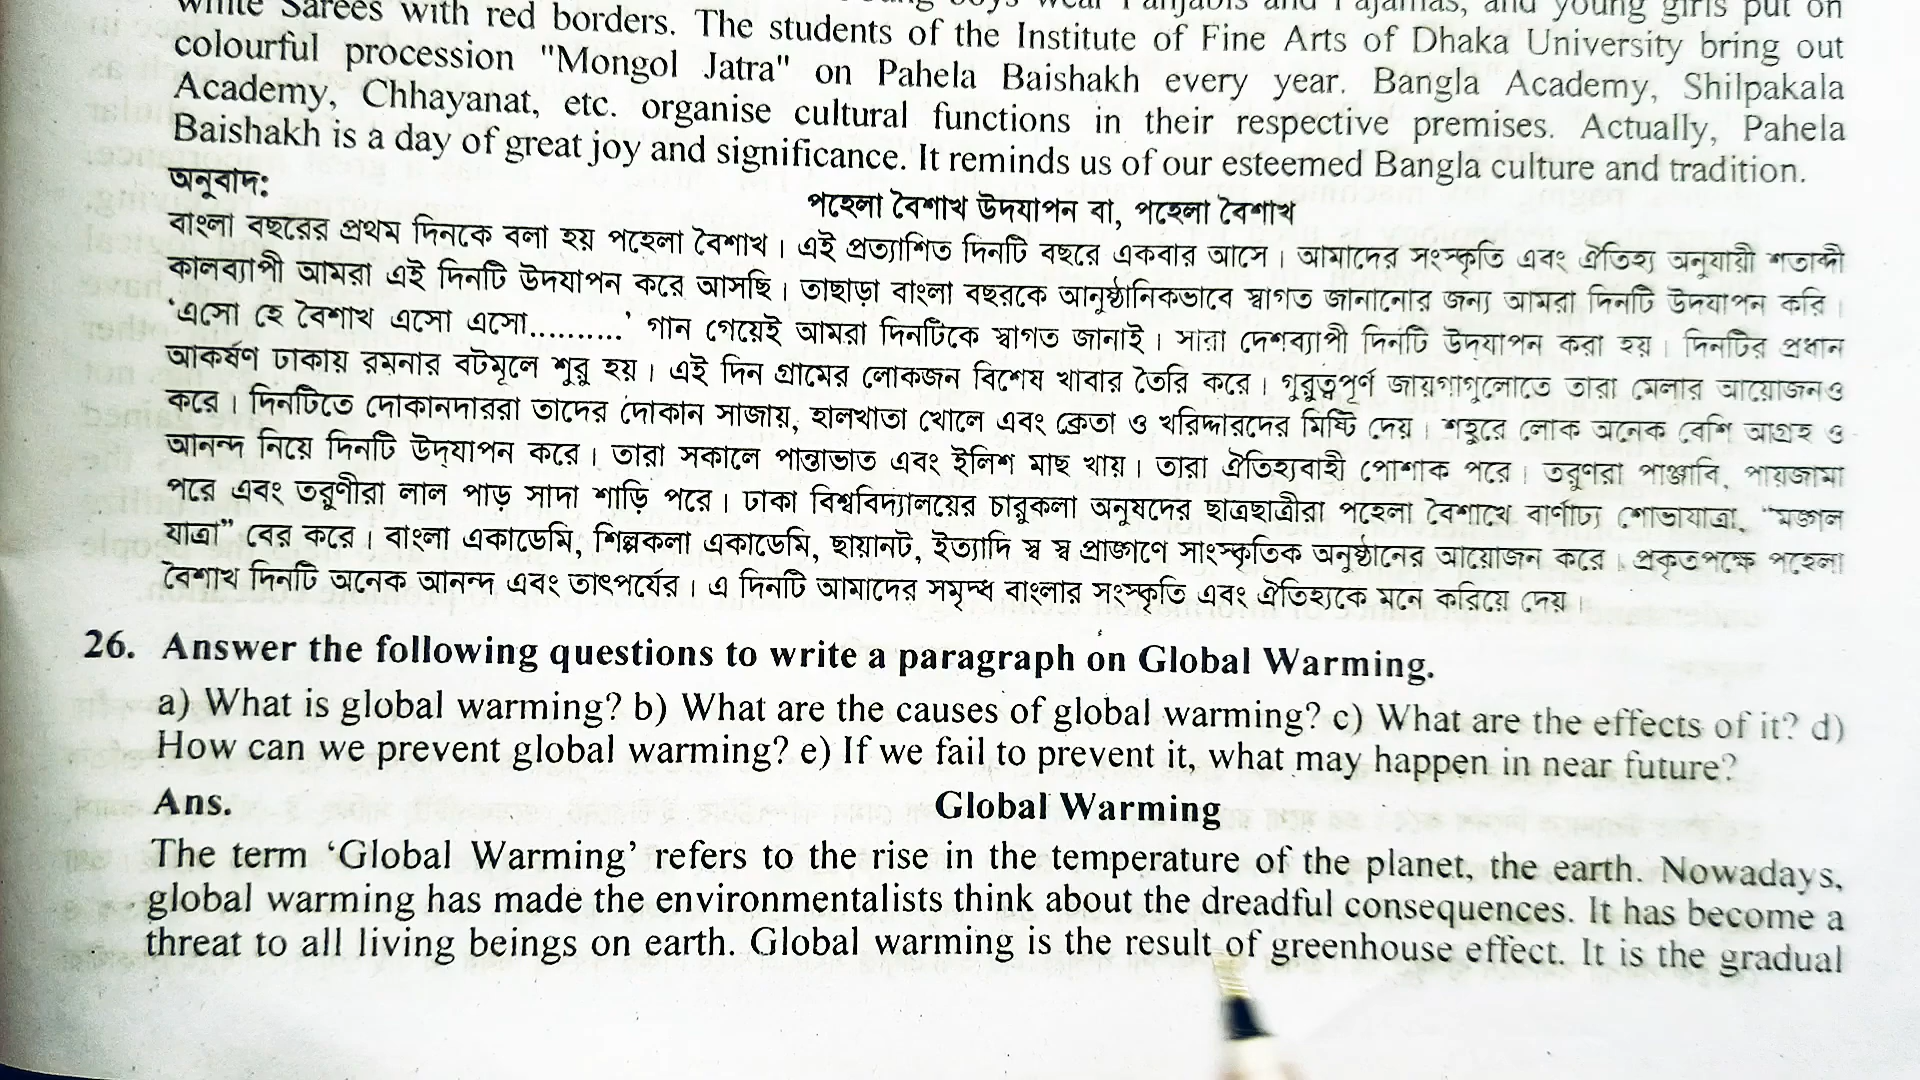 white Sarees with red borders. The students of the Institute of Fine Arts of Dhaka University bring out
colourful procession "Mongol Jatra" on Pahela Baishakh every year. Bangla Academy, Shilpakala
Academy, Chhayanat, etc. organise cultural functions in their respective premises. Actually, Pahela
Baishakh is a day of great joy and significance. It reminds us of our esteemed Bangla culture and tradition.
অনুবাদ:
পহেলা বৈশাখ উদযাপন বা, পহেলা বৈশাখ
বাংলা বছরের প্রথম দিনকে বলা হয় পহেলা বৈশাখ। এই প্রত্যাশিত দিনটি বছরে একবার আসে। আমাদের সংস্কৃতি এবং ঐতিহ্য অনুযায়ী শতাব্দী
কালব্যাপী আমরা এই দিনটি উদযাপন করে আসছি। তাছাড়া বাংলা বছরকে আনুষ্ঠানিকভাবে স্বাগত জানানোর জন্য আমরা দিনটি উদযাপন করি।
‘এসো হে বৈশাখ এসো এসো..........’ গান গেয়েই আমরা দিনটিকে স্বাগত জানাই। সারা দেশব্যাপী দিনটি উদ্‌যাপন করা হয়। দিনটির প্রধান
আকর্ষণ ঢাকায় রমনার বটমূলে শুরু হয়। এই দিন গ্রামের লোকজন বিশেষ খাবার তৈরি করে। গুরুত্বপূর্ণ জায়গাগুলোতে তারা মেলার আয়োজনও
করে। দিনটিতে দোকানদাররা তাদের দোকান সাজায়, হালখাতা খোলে এবং ক্রেতা ও খরিদ্দারদের মিষ্টি দেয়। শহুরে লোক অনেক বেশি আগ্রহ ও
আনন্দ নিয়ে দিনটি উদ্‌যাপন করে। তারা সকালে পান্তাভাত এবং ইলিশ মাছ খায়। তারা ঐতিহ্যবাহী পোশাক পরে। তরুণরা পাঞ্জাবি, পায়জামা
পরে এবং তরুণীরা লাল পাড় সাদা শাড়ি পরে। ঢাকা বিশ্ববিদ্যালয়ের চারুকলা অনুষদের ছাত্রছাত্রীরা পহেলা বৈশাখে বার্ণাঢ্য শোভাযাত্রা, “মঙ্গল
যাত্রা” বের করে। বাংলা একাডেমি, শিল্পকলা একাডেমি, ছায়ানট, ইত্যাদি স্ব স্ব প্রাঙ্গণে সাংস্কৃতিক অনুষ্ঠানের আয়োজন করে। প্রকৃতপক্ষে পহেলা
বৈশাখ দিনটি অনেক আনন্দ এবং তাৎপর্যের। এ দিনটি আমাদের সমৃদ্ধ বাংলার সংস্কৃতি এবং ঐতিহ্যকে মনে করিয়ে দেয়।
26. Answer the following questions to write a paragraph on Global Warming.
a) What is global warming? b) What are the causes of global warming? c) What are the effects of it? d)
How can we prevent global warming? e) If we fail to prevent it, what may happen in near future?
Ans. Global Warming
The term ‘Global Warming’ refers to the rise in the temperature of the planet, the earth. Nowadays,
global warming has made the environmentalists think about the dreadful consequences. It has become a
threat to all living beings on earth. Global warming is the result of greenhouse effect. It is the gradual